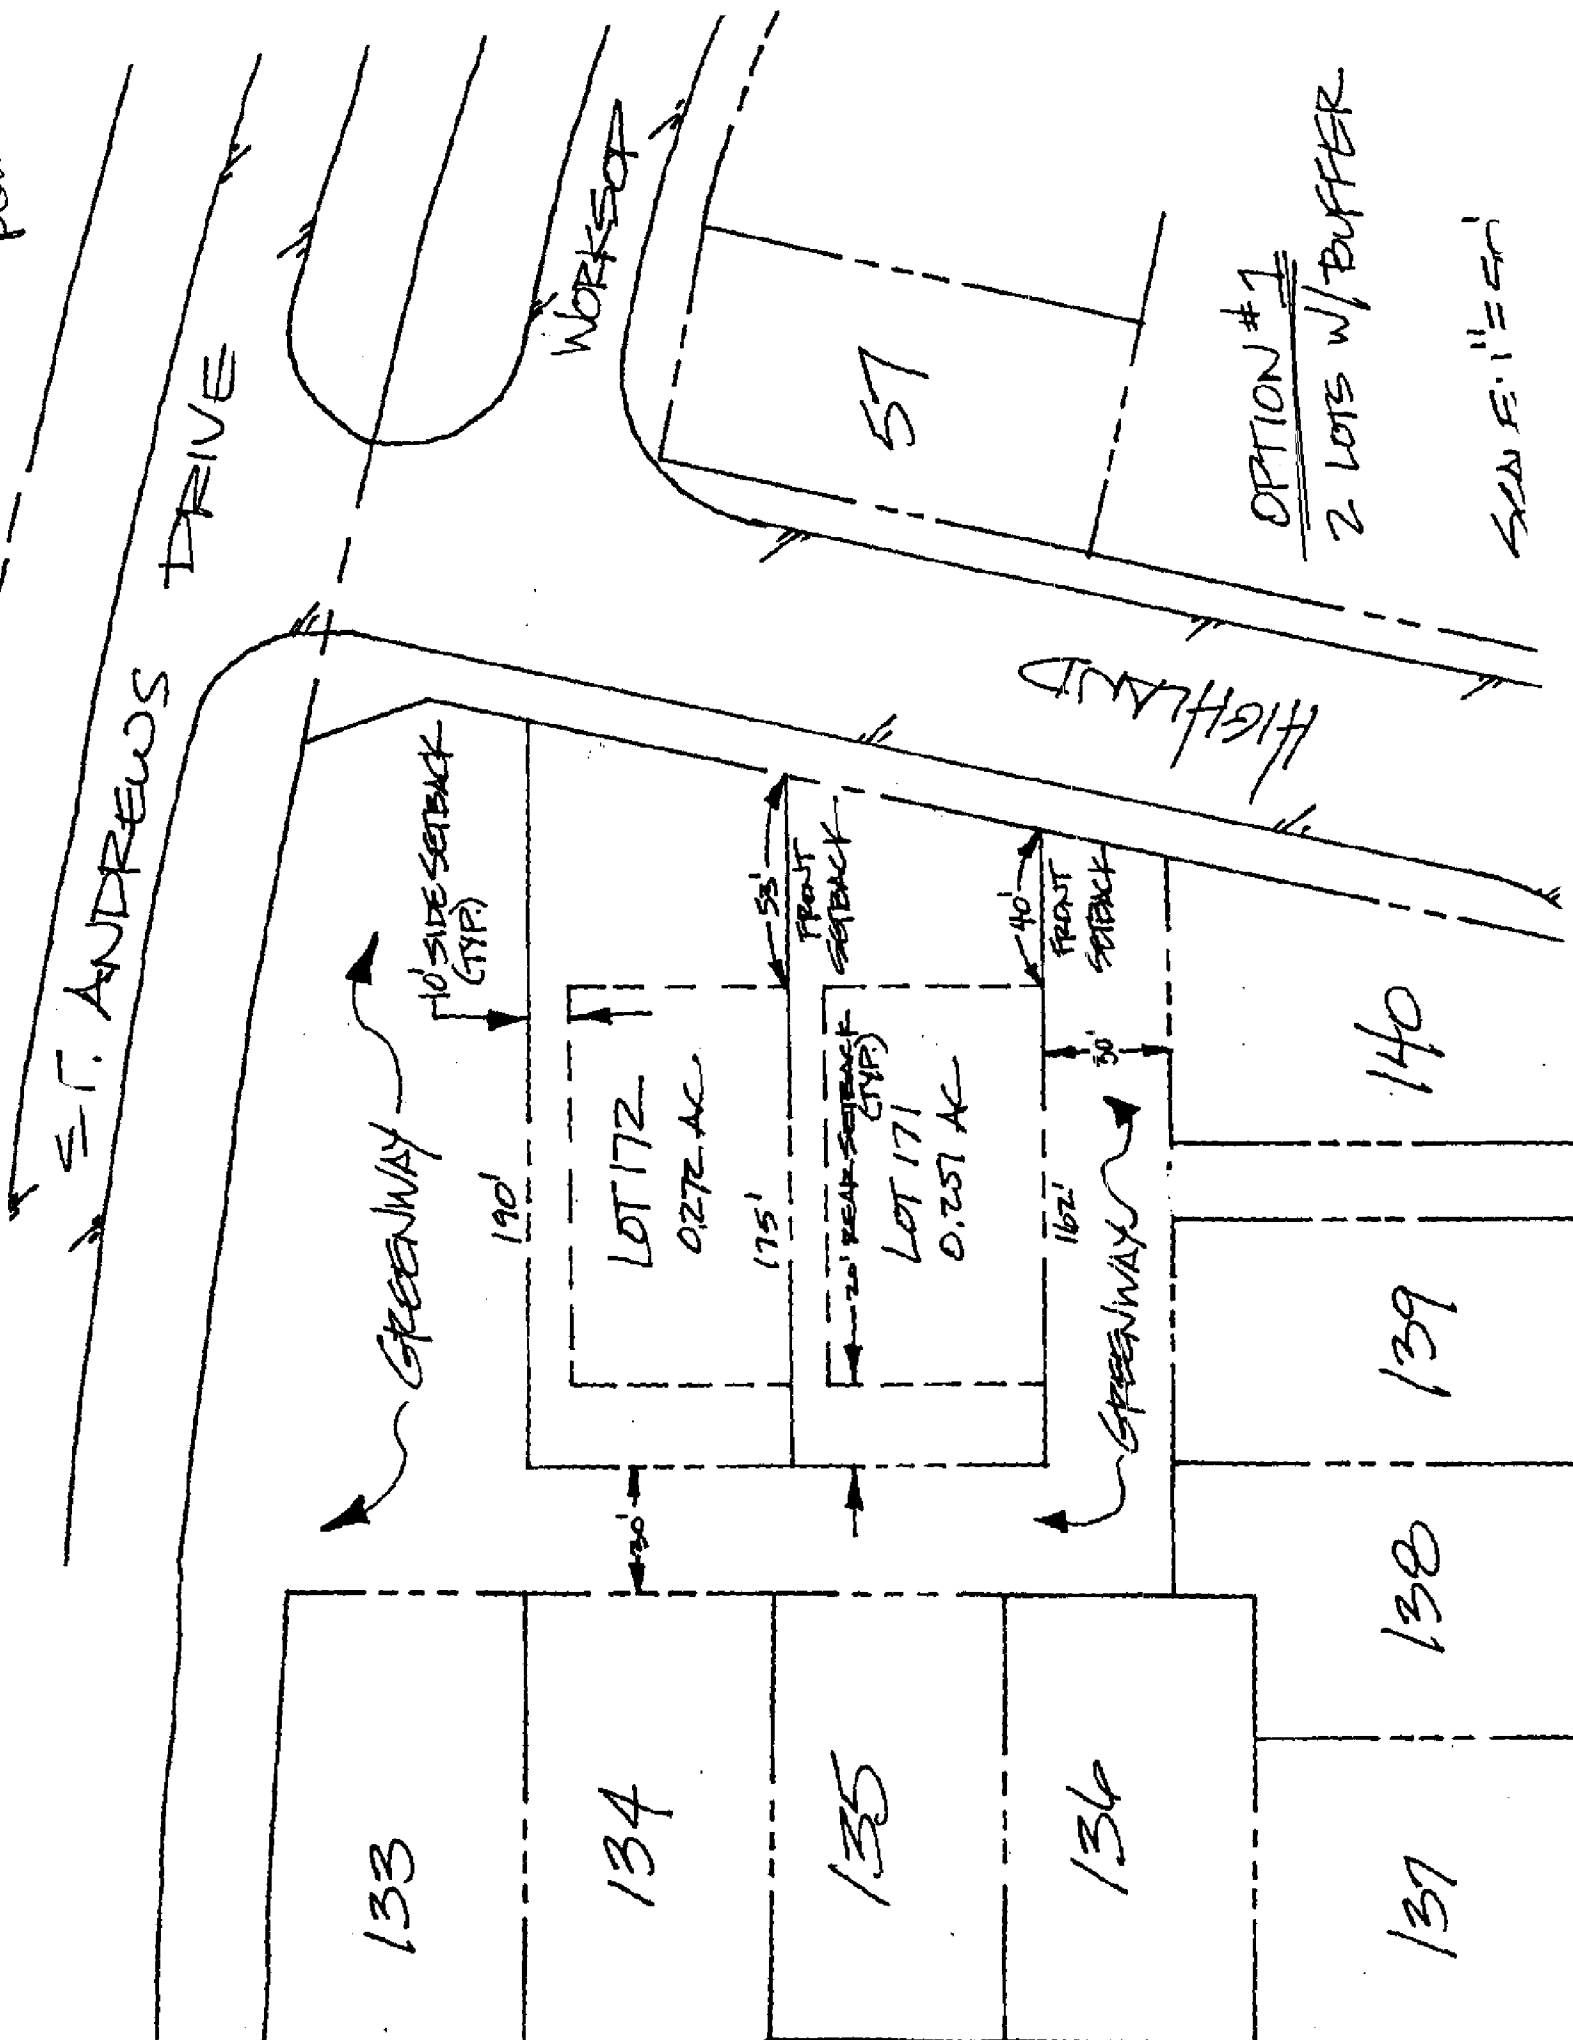 ST. ANDREWS DRIVE
WORKSOP
HIGHLAND
GREENWAY
10' SIDE SETBACK
(TYP.)
190'
LOT 172
0.272 AC
175'
53'
FRONT
SETBACK
20' REAR SETBACK
(TYP.)
LOT 171
0.251 AC
162'
40'
FRONT
SETBACK
30'
30'
GREENWAY
133
134
135
136
137
138
139
140
57
OPTION #1
2 LOTS W/ BUFFER